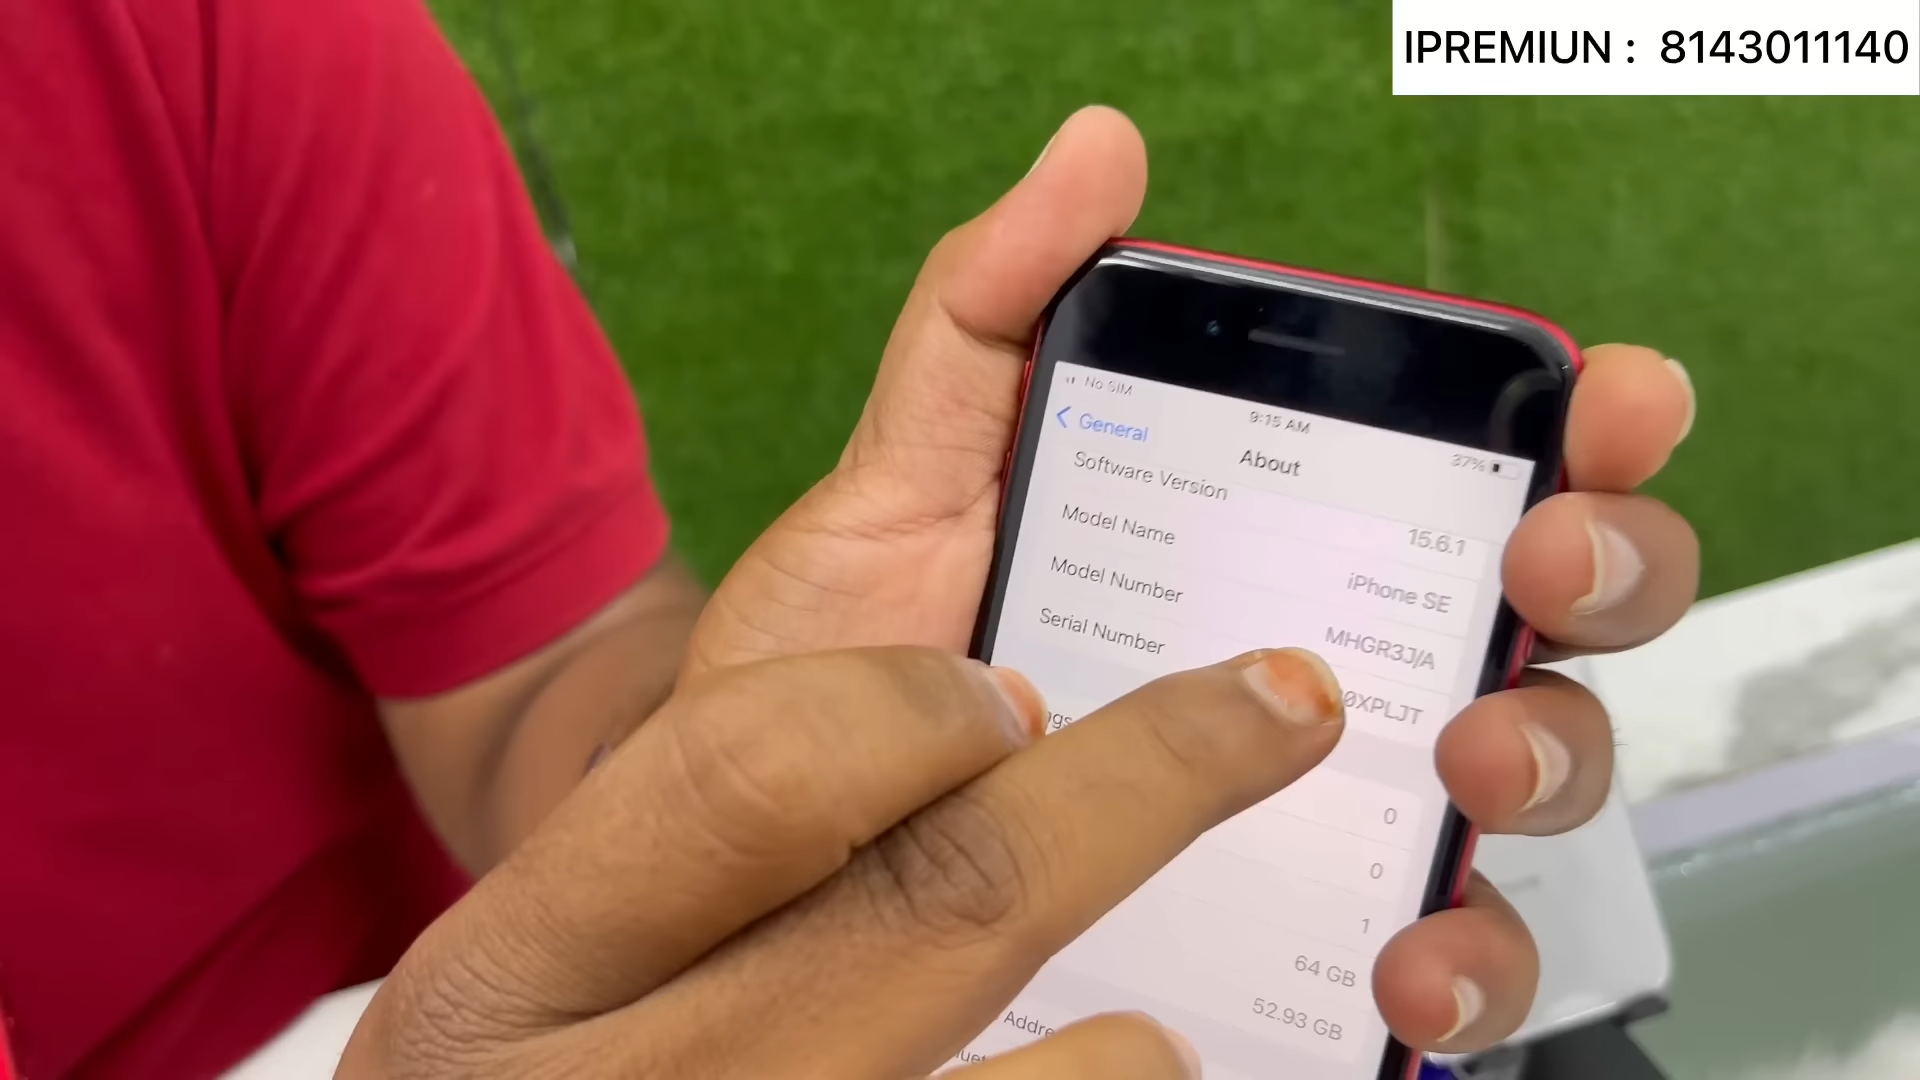 IPREMIUN : 8143011140
No SIM
9:15 AM
37%
General
About
Software Version
15.6.1
Model Name
iPhone SE
Model Number
MHGR3J/A
Serial Number
0XPLJT
0
0
1
64 GB
52.93 GB
Addre